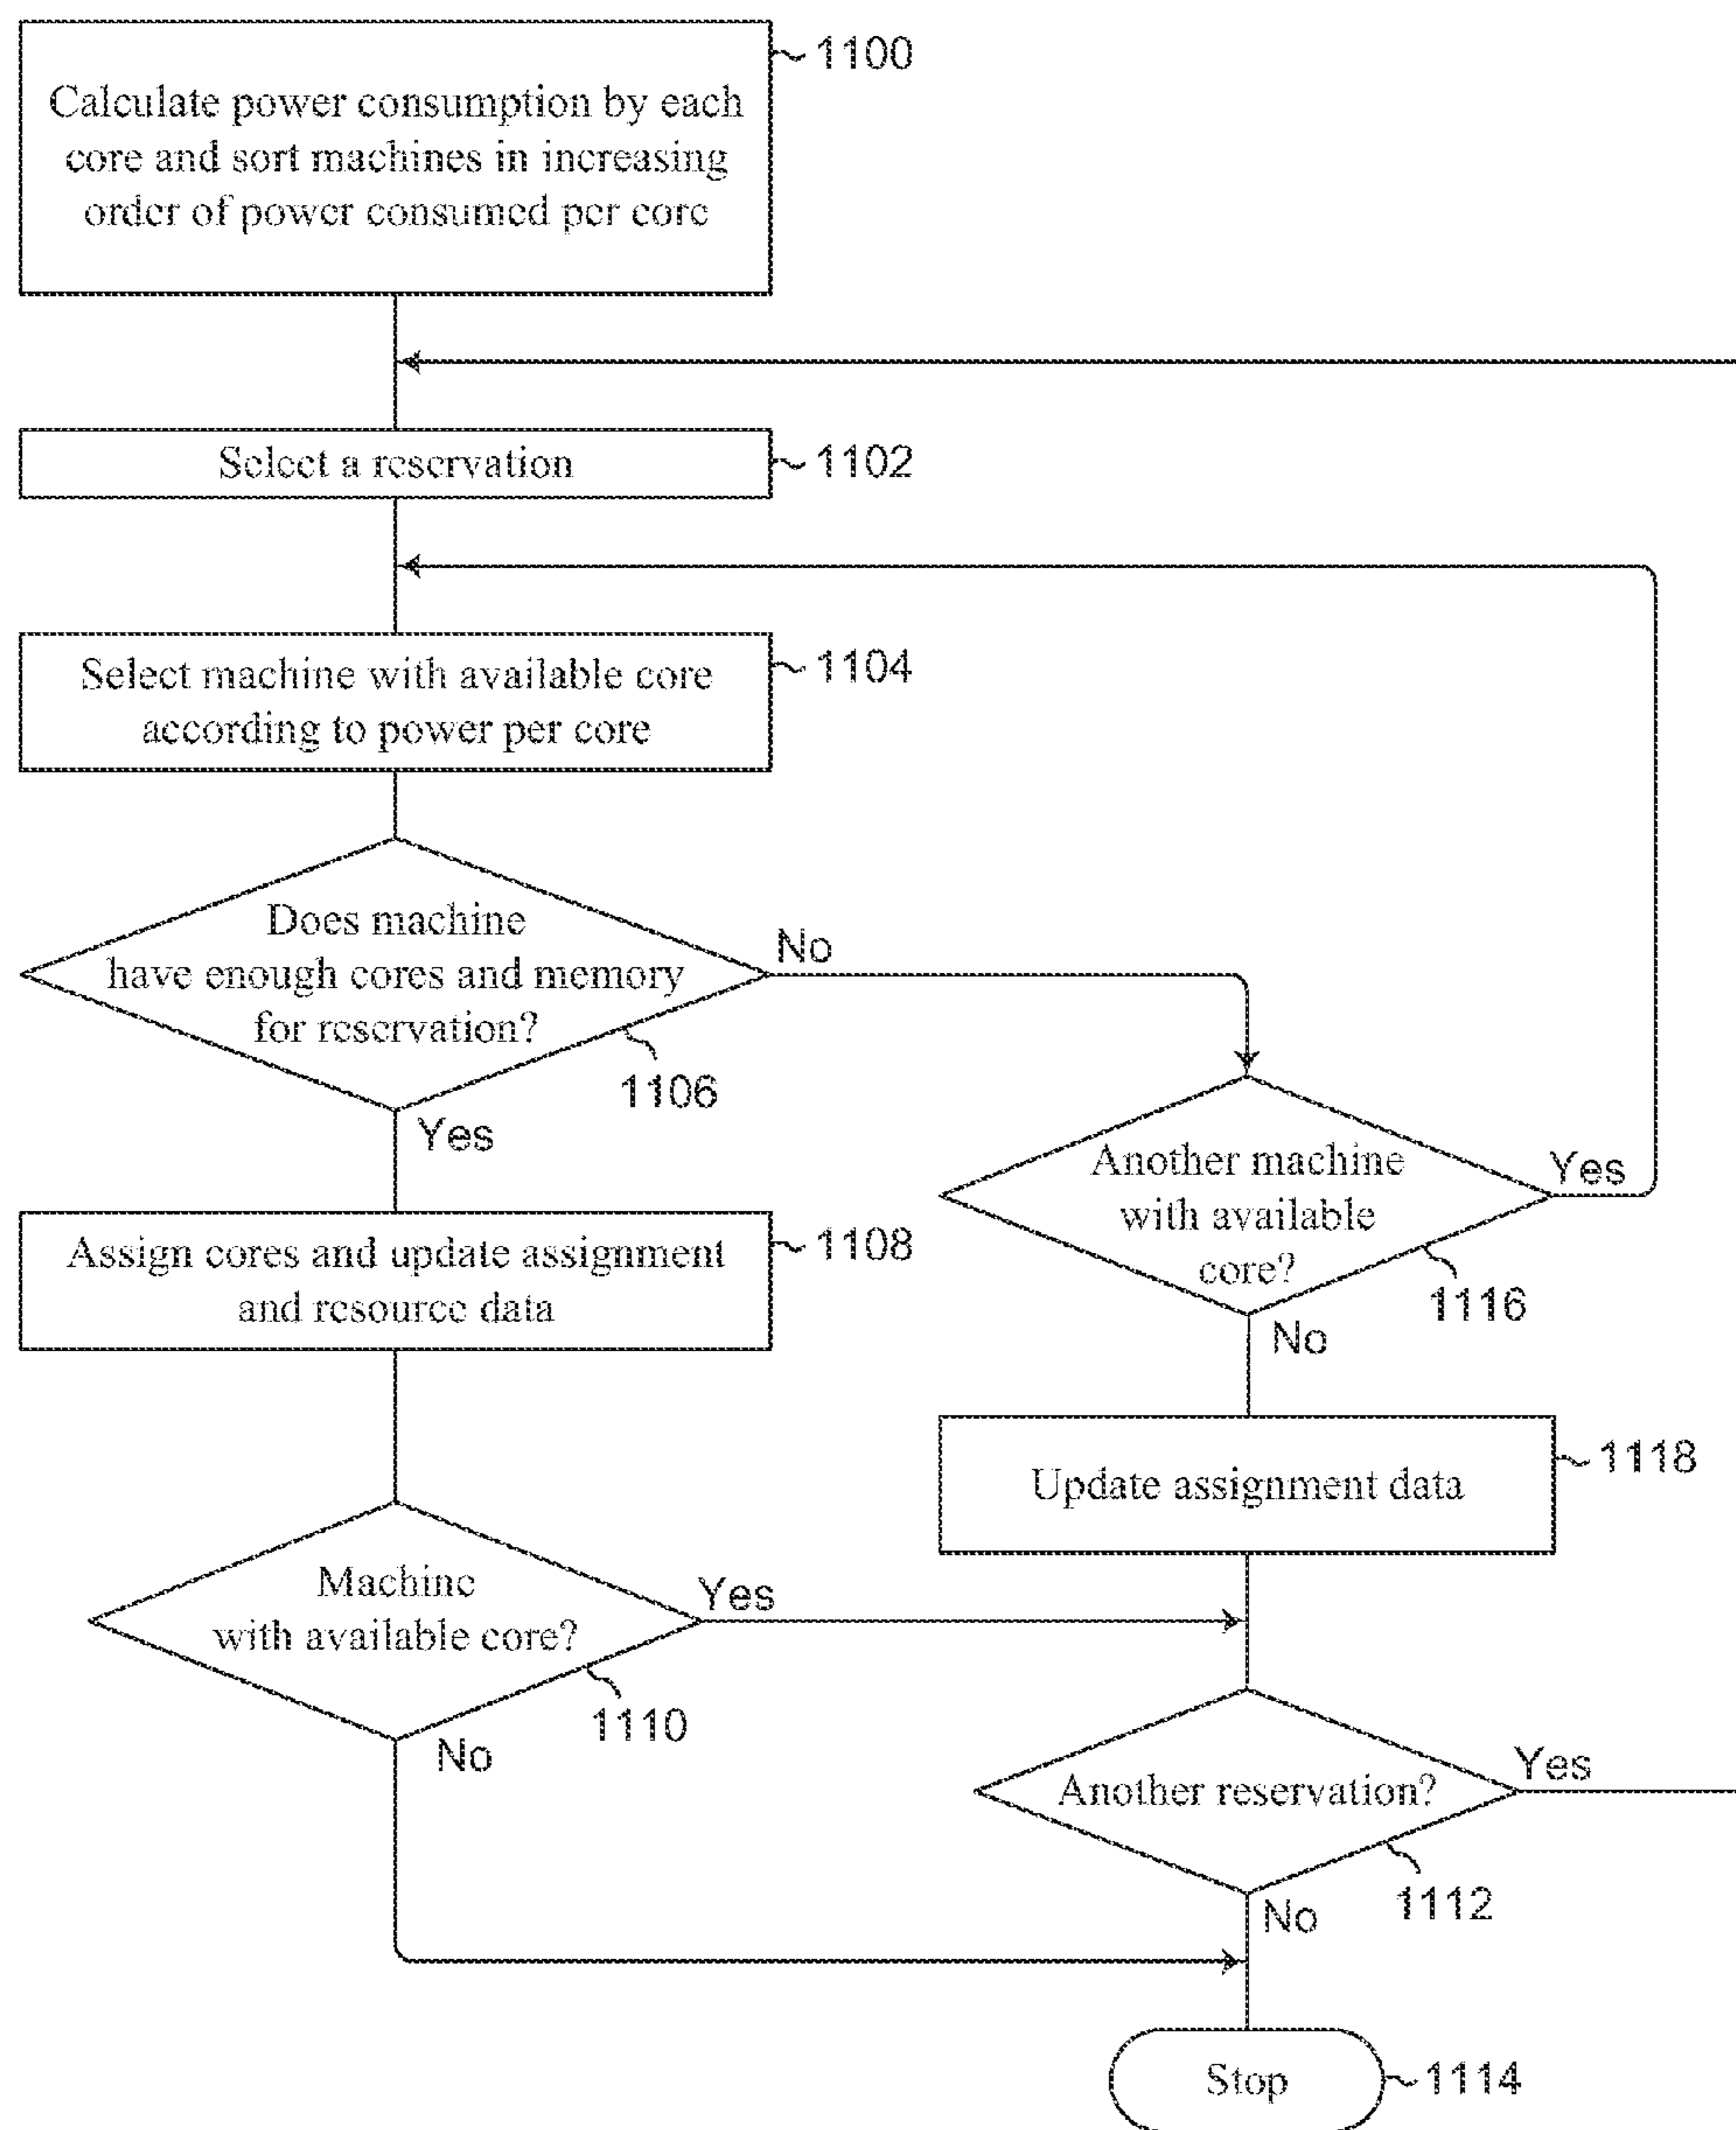 Calculate power consumption by each
core and sort machines in increasing
order of power consumed per core
1100
Select a reservation
1102
Select machine with available core
according to power per core
1104
Does machine
have enough cores and memory
for reservation?
1106
No
Yes
Another machine
with available
core?
1116
Yes
No
Assign cores and update assignment
and resource data
1108
Update assignment data
1118
Machine
with available core?
1110
Yes
No
Another reservation?
1112
Yes
No
Stop
1114